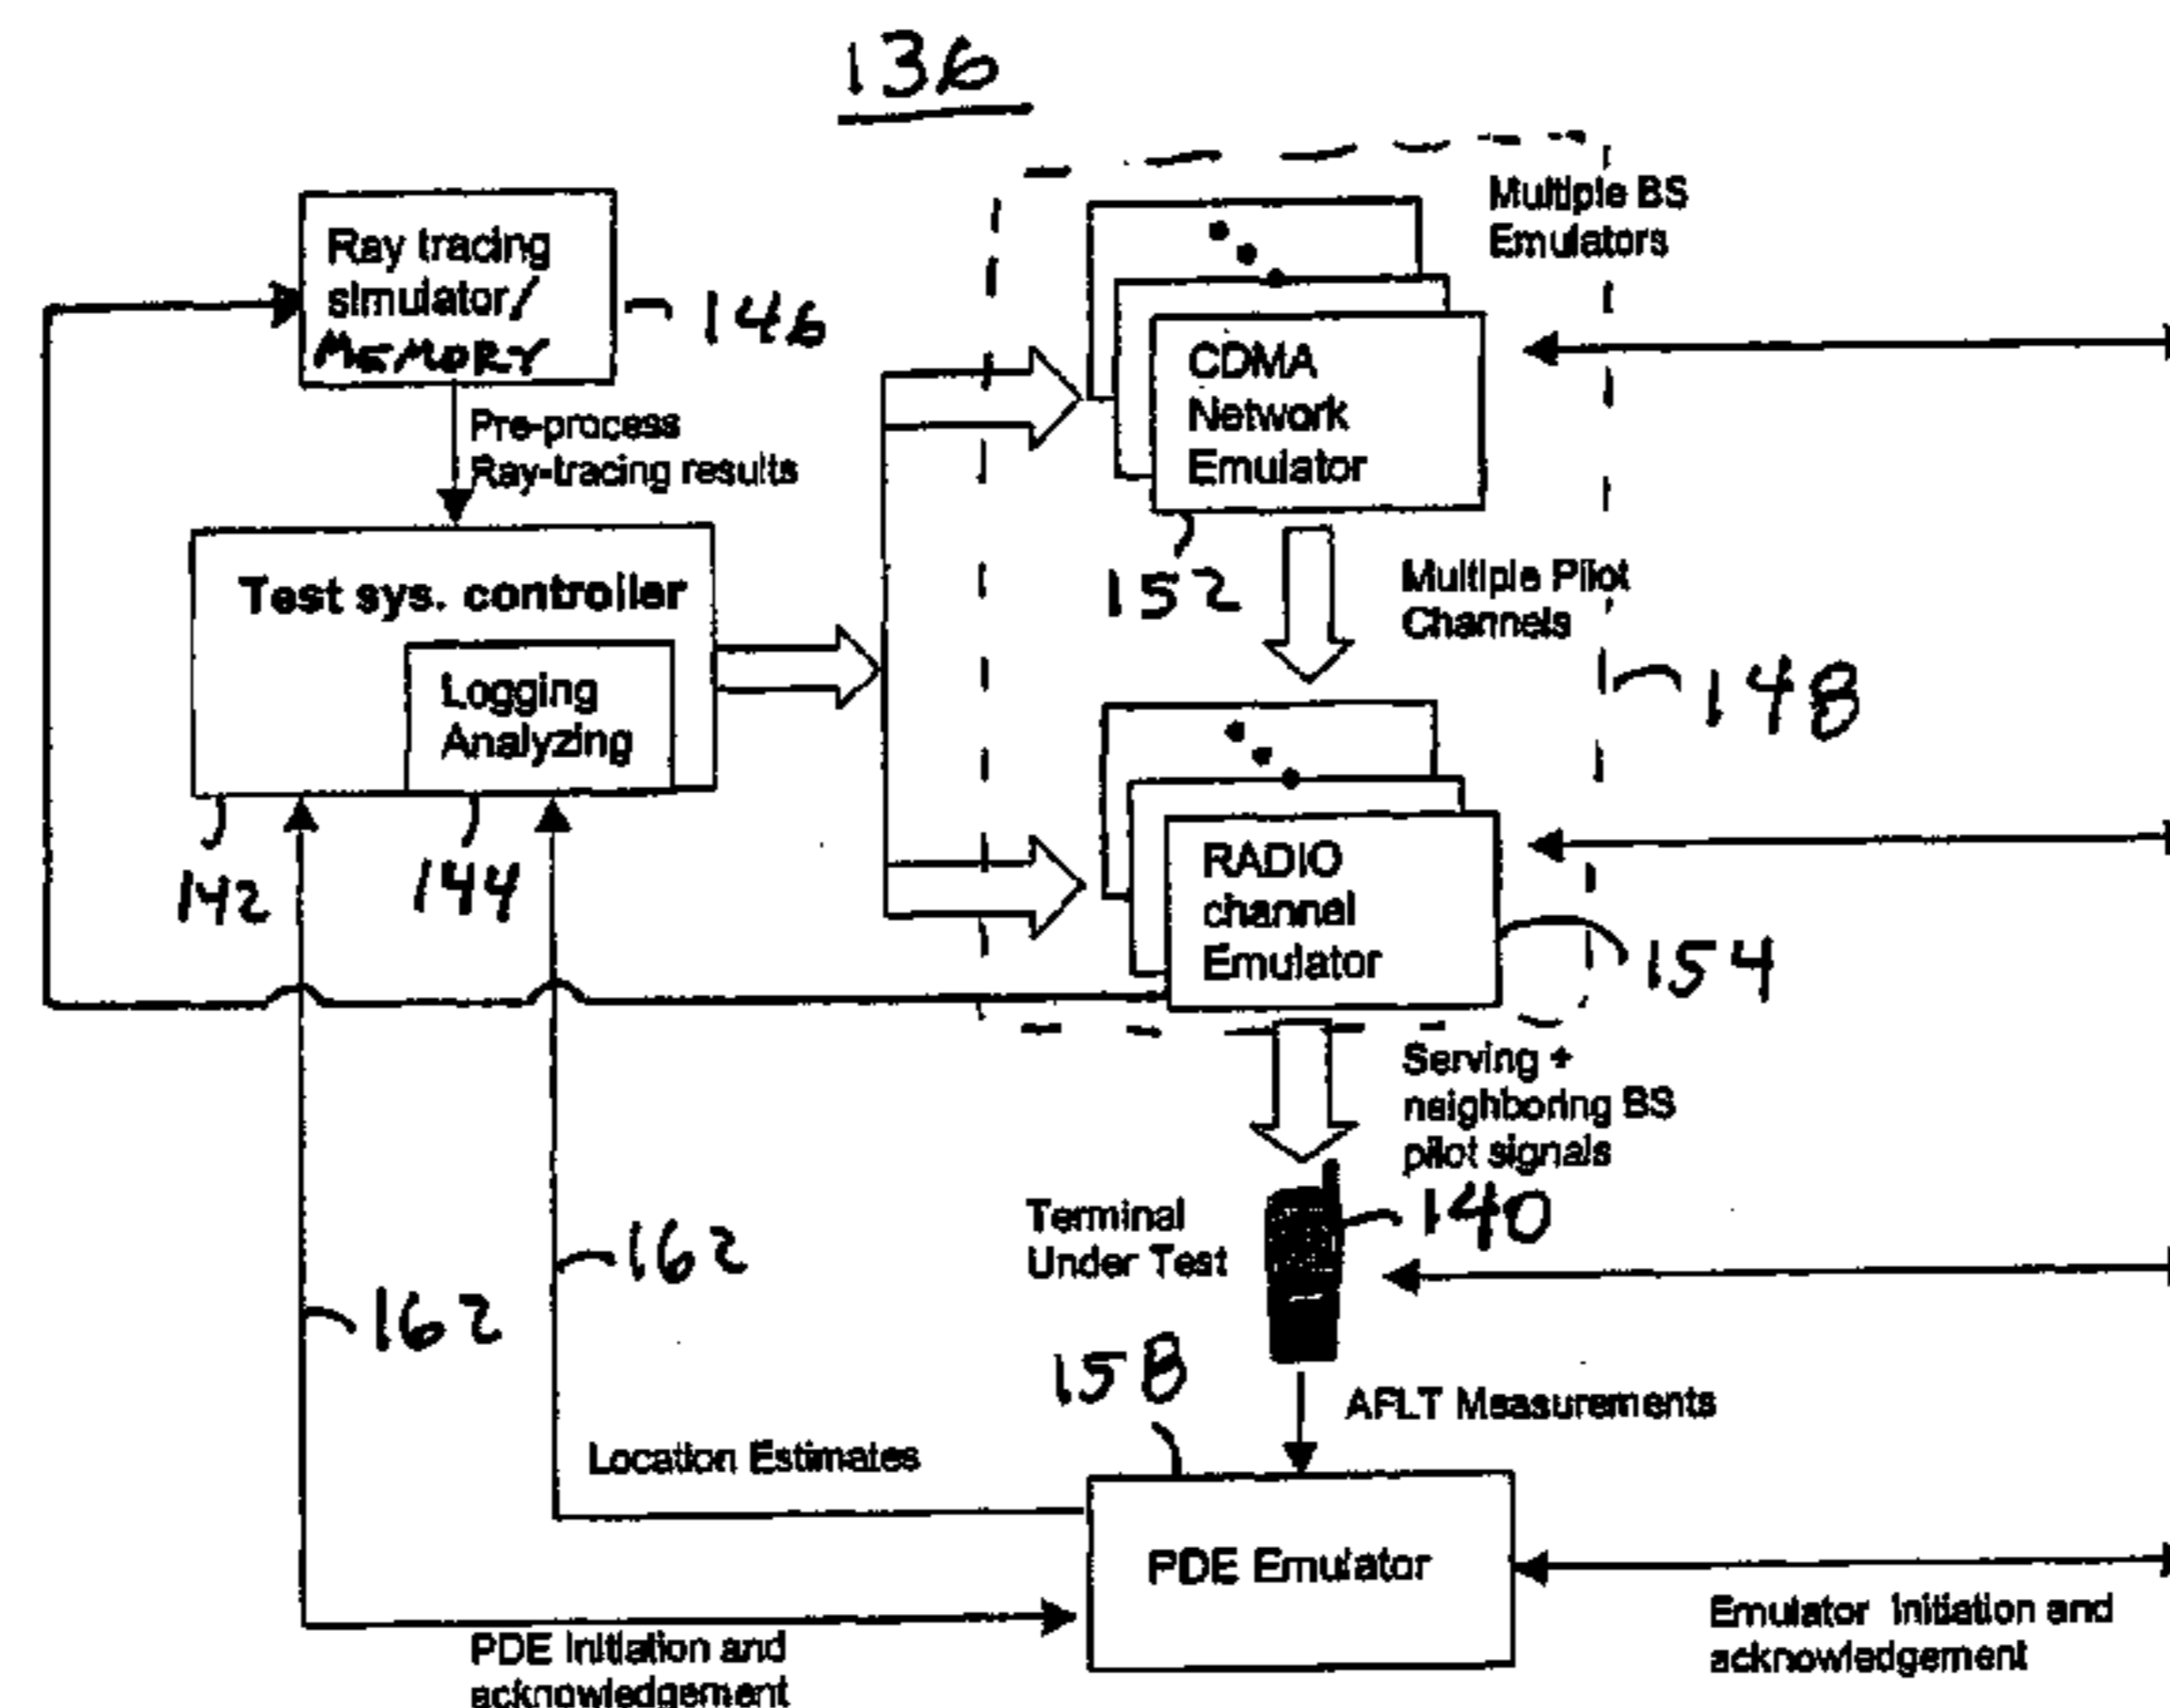 136
Multiple BS
Emulators
Ray tracing
simulator/
MEMORY
146
Pre-process
Ray-tracing results
CDMA
Network
Emulator
152
Multiple Pilot
Channels
148
Test sys. controller
Logging
Analyzing
142
144
RADIO
channel
Emulator
154
Serving +
neighboring BS
pilot signals
Terminal
Under Test
140
162
162
158
AFLT Measurements
Location Estimates
PDE Emulator
PDE Initiation and
acknowledgement
Emulator Initiation and
acknowledgement